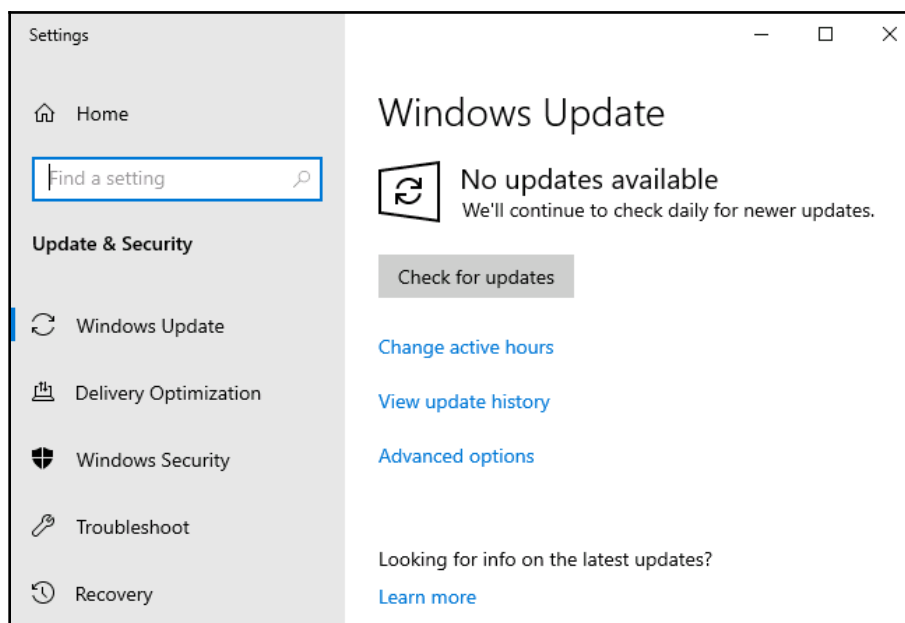 Settings
Home
Find a setting
Update & Security
Windows Update
Delivery Optimization
Windows Security
Troubleshoot
Recovery
Windows Update
No updates available
We'll continue to check daily for newer updates.
Check for updates
Change active hours
View update history
Advanced options
Looking for info on the latest updates?
Learn more